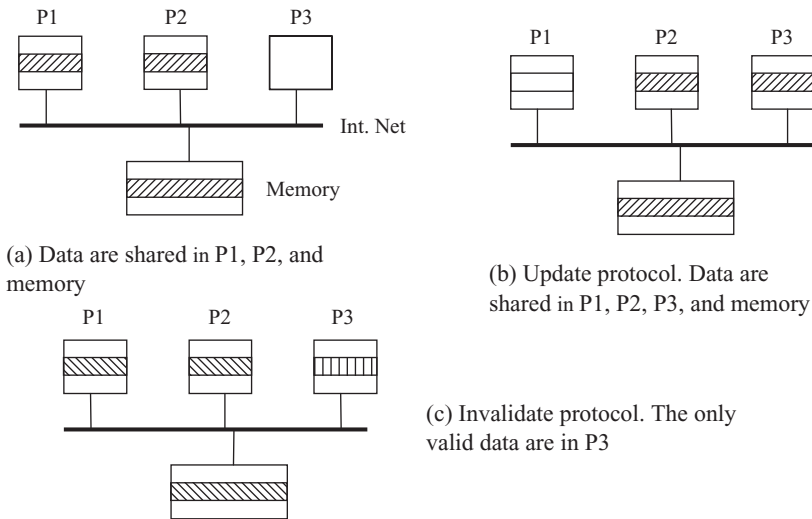 P1 P2 P3
Int. Net
Memory
(a) Data are shared in P1, P2, and
memory
P1 P2 P3
(b) Update protocol. Data are
shared in P1, P2, P3, and memory
P1 P2 P3
(c) Invalidate protocol. The only
valid data are in P3